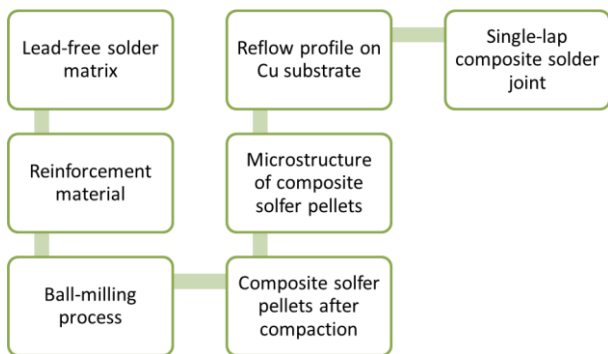 Lead-free solder
matrix
Reinforcement
material
Ball-milling
process
Composite solfer
pellets after
compaction
Microstructure
of composite
solfer pellets
Reflow profile on
Cu substrate
Single-lap
composite solder
joint